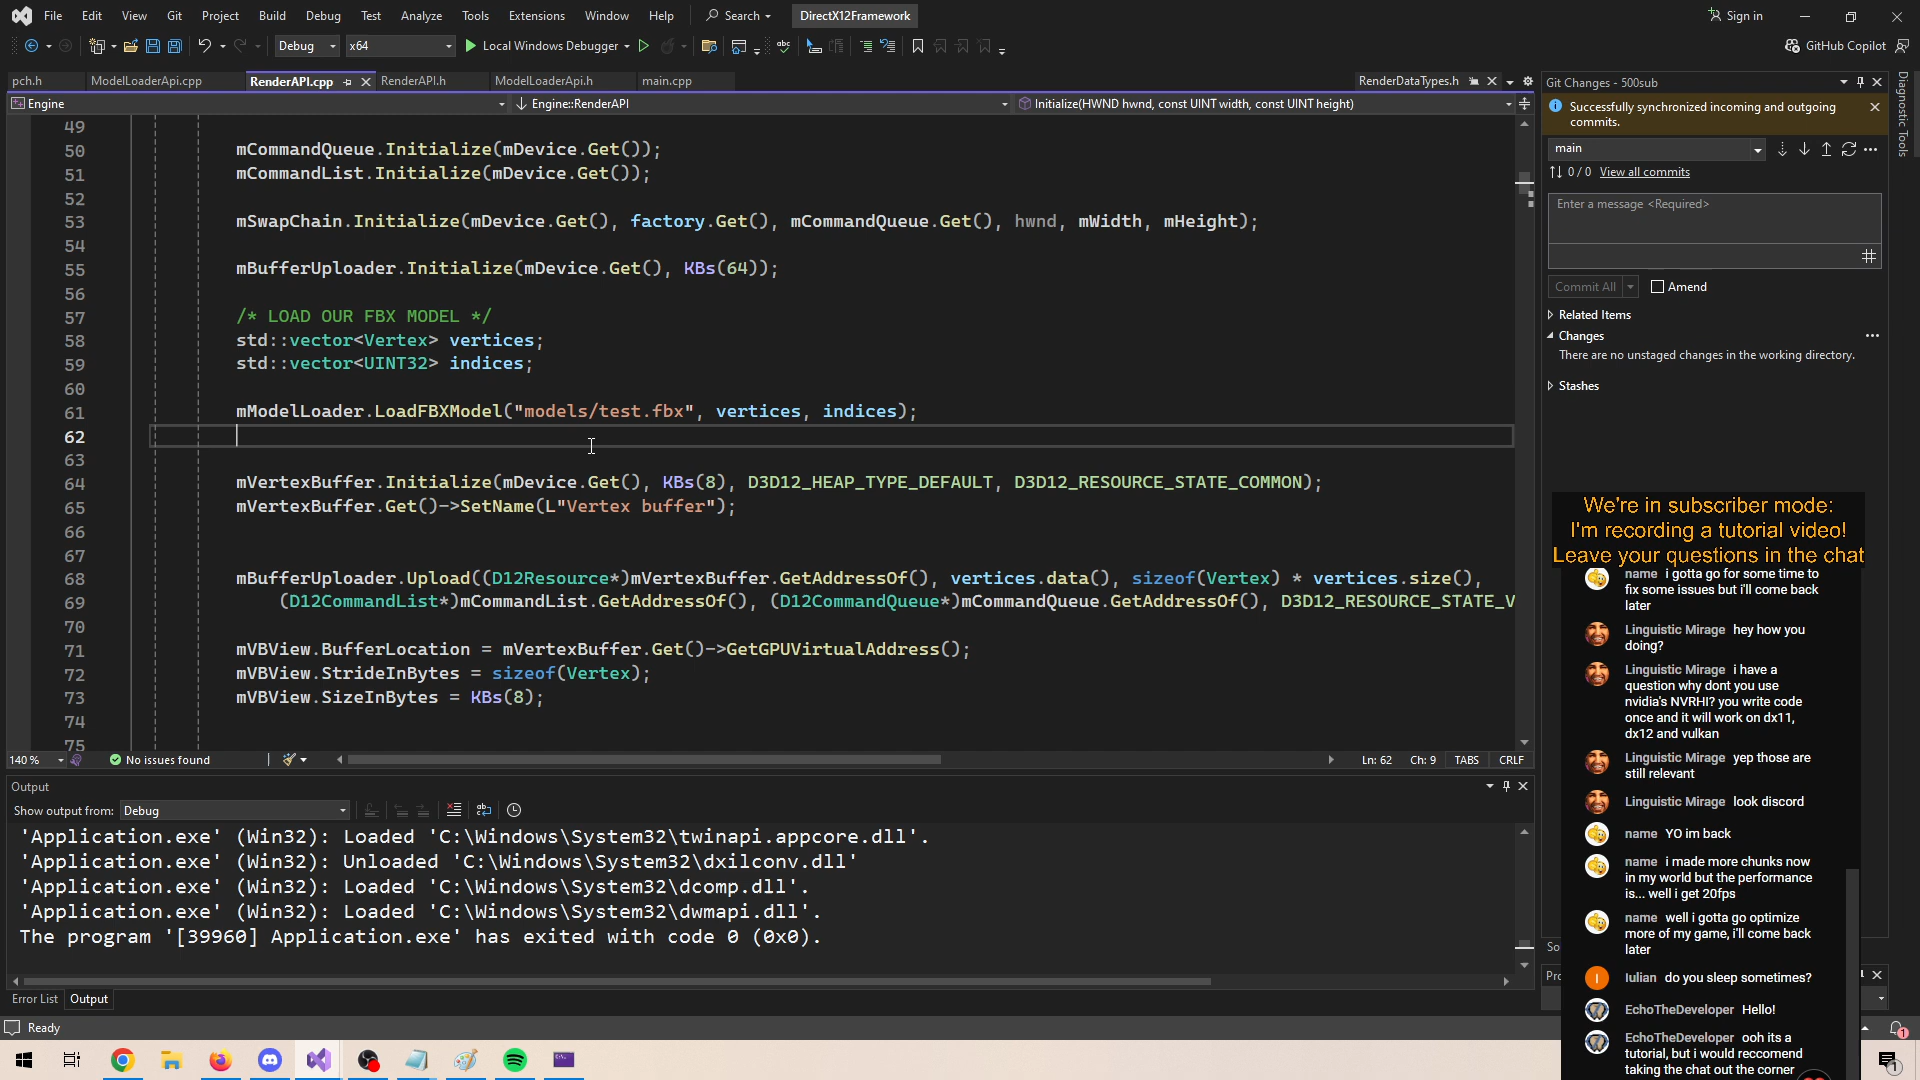 File Edit View Git Project Build Debug Test Analyze Tools Extensions Window Help Search DirectX12Framework Sign in
Debug x64 Local Windows Debugger GitHub Copilot
pch.h ModelLoaderApi.cpp RenderAPI.cpp RenderAPI.h ModelLoaderApi.h main.cpp RenderDataTypes.h
Engine Engine::RenderAPI Initialize(HWND hwnd, const UINT width, const UINT height)
49
50 mCommandQueue.Initialize(mDevice.Get());
51 mCommandList.Initialize(mDevice.Get());
52
53 mSwapChain.Initialize(mDevice.Get(), factory.Get(), mCommandQueue.Get(), hwnd, mWidth, mHeight);
54
55 mBufferUploader.Initialize(mDevice.Get(), KBs(64));
56
57 /* LOAD OUR FBX MODEL */
58 std::vector<Vertex> vertices;
59 std::vector<UINT32> indices;
60
61 mModelLoader.LoadFBXModel("models/test.fbx", vertices, indices);
62
63
64 mVertexBuffer.Initialize(mDevice.Get(), KBs(8), D3D12_HEAP_TYPE_DEFAULT, D3D12_RESOURCE_STATE_COMMON);
65 mVertexBuffer.Get()->SetName(L"Vertex buffer");
66
67
68 mBufferUploader.Upload((D12Resource*)mVertexBuffer.GetAddressOf(), vertices.data(), sizeof(Vertex) * vertices.size(),
69 (D12CommandList*)mCommandList.GetAddressOf(), (D12CommandQueue*)mCommandQueue.GetAddressOf(), D3D12_RESOURCE_STATE_V
70
71 mVBView.BufferLocation = mVertexBuffer.Get()->GetGPUVirtualAddress();
72 mVBView.StrideInBytes = sizeof(Vertex);
73 mVBView.SizeInBytes = KBs(8);
74
75
140 % No issues found Ln: 62 Ch: 9 TABS CRLF
Output
Show output from: Debug
'Application.exe' (Win32): Loaded 'C:\Windows\System32\twinapi.appcore.dll'.
'Application.exe' (Win32): Unloaded 'C:\Windows\System32\dxilconv.dll'
'Application.exe' (Win32): Loaded 'C:\Windows\System32\dcomp.dll'.
'Application.exe' (Win32): Loaded 'C:\Windows\System32\dwmapi.dll'.
The program '[39960] Application.exe' has exited with code 0 (0x0).
Error List Output
Ready
Git Changes - 500sub
Successfully synchronized incoming and outgoing
commits.
main
0 / 0 View all commits
Enter a message <Required>
Commit All Amend
Related Items
Changes
There are no unstaged changes in the working directory.
Stashes
Diagnostic Tools
We're in subscriber mode:
I'm recording a tutorial video!
Leave your questions in the chat
name i gotta go for some time to
fix some issues but i'll come back
later
Linguistic Mirage hey how you
doing?
Linguistic Mirage i have a
question why dont you use
nvidia's NVRHI? you write code
once and it will work on dx11,
dx12 and vulkan
Linguistic Mirage yep those are
still relevant
Linguistic Mirage look discord
name YO im back
name i made more chunks now
in my world but the performance
is... well i get 20fps
name well i gotta go optimize
more of my game, i'll come back
later
Iulian do you sleep sometimes?
EchoTheDeveloper Hello!
EchoTheDeveloper ooh its a
tutorial, but i would reccomend
taking the chat out the corner
So
Pro
1
1